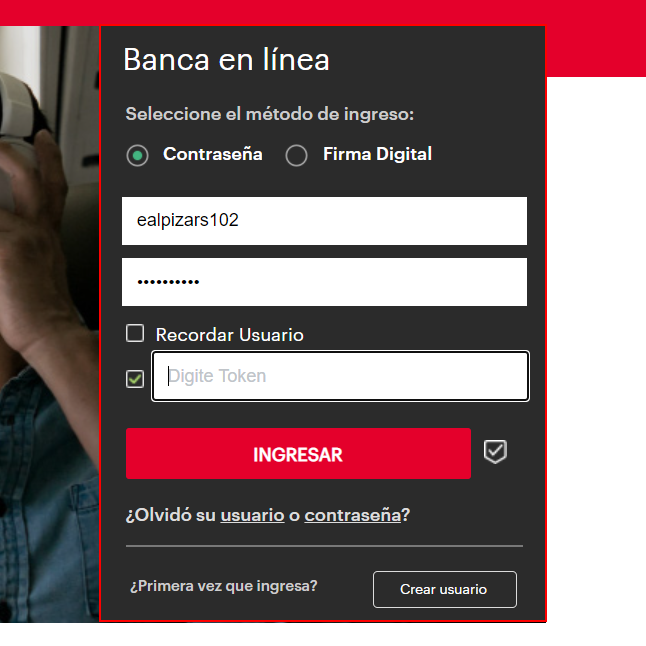 Banca en línea
Seleccione el método de ingreso:
Contraseña Firma Digital
ealpizars102
••••••••••
Recordar Usuario
Digite Token
INGRESAR
¿Olvidó su usuario o contraseña?
¿Primera vez que ingresa? Crear usuario